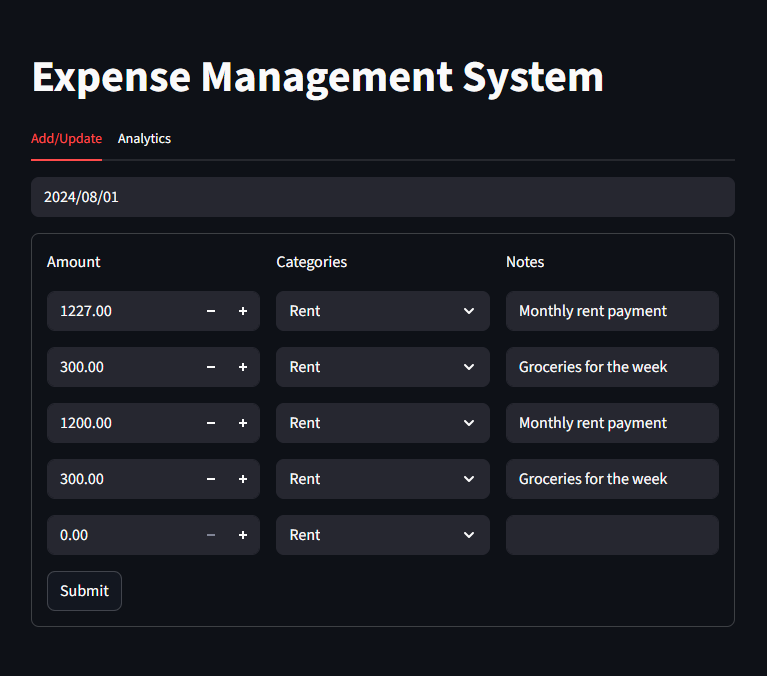 Expense Management System
Add/Update Analytics
2024/08/01
Amount Categories Notes
1227.00 Rent Monthly rent payment
300.00 Rent Groceries for the week
1200.00 Rent Monthly rent payment
300.00 Rent Groceries for the week
0.00 Rent
Submit